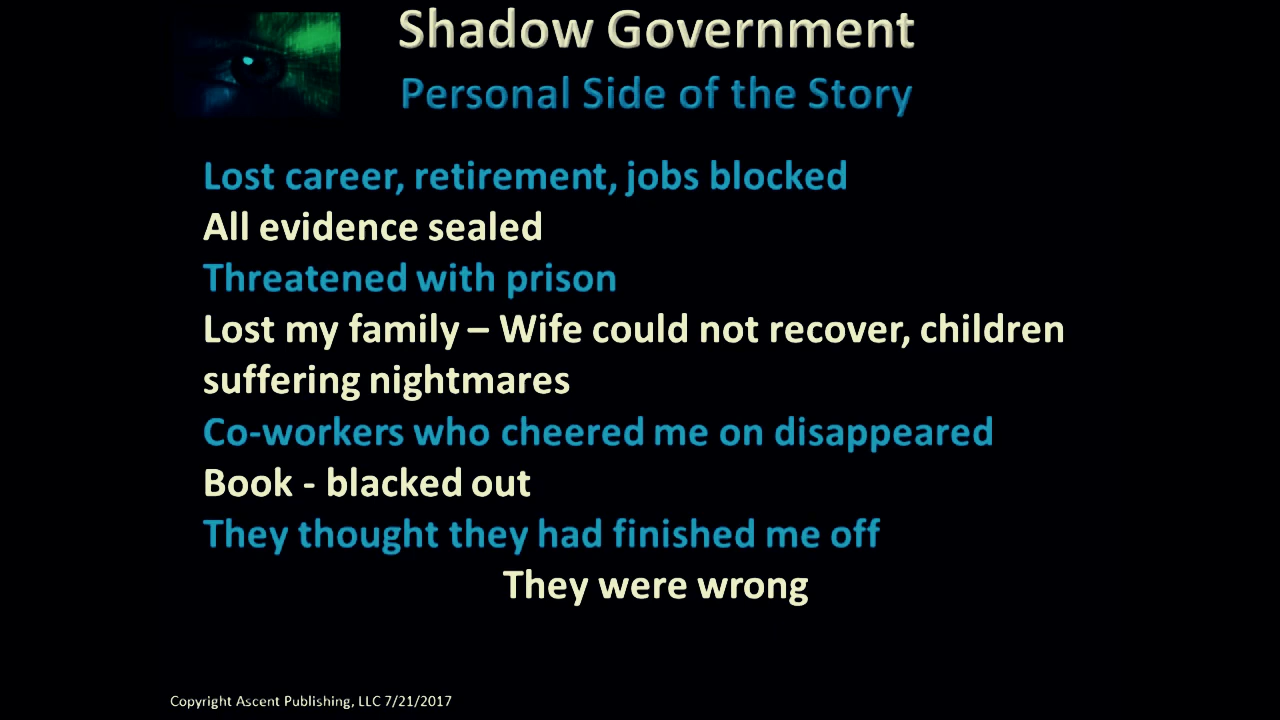 Shadow Government
Personal Side of the Story
Lost career, retirement, jobs blocked
All evidence sealed
Threatened with prison
Lost my family – Wife could not recover, children
suffering nightmares
Co-workers who cheered me on disappeared
Book - blacked out
They thought they had finished me off
They were wrong
Copyright Ascent Publishing, LLC 7/21/2017